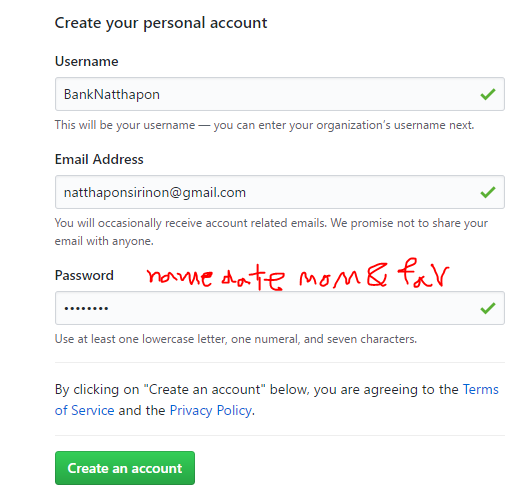 Create your personal account
Username
BankNatthapon
This will be your username — you can enter your organization's username next.
Email Address
natthaponsirinon@gmail.com
You will occasionally receive account related emails. We promise not to share your
email with anyone.
Password name date mom & far
••••••••
Use at least one lowercase letter, one numeral, and seven characters.
By clicking on "Create an account" below, you are agreeing to the Terms
of Service and the Privacy Policy.
Create an account